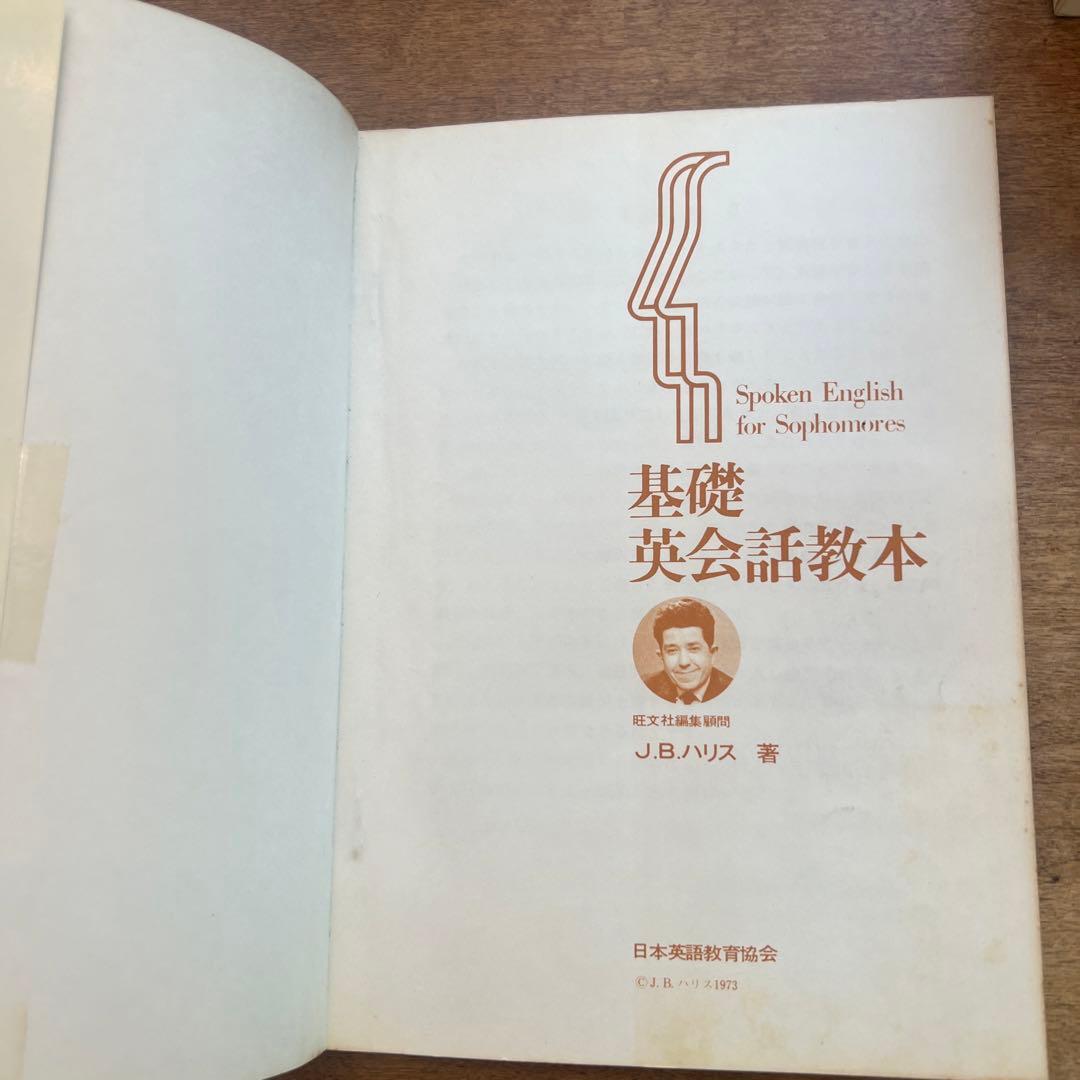 Spoken English
for Sophomores
基礎
英会話教本
旺文社編集顧問
J.B.ハリス 著
日本英語教育協会
©J. B. ハリス1973